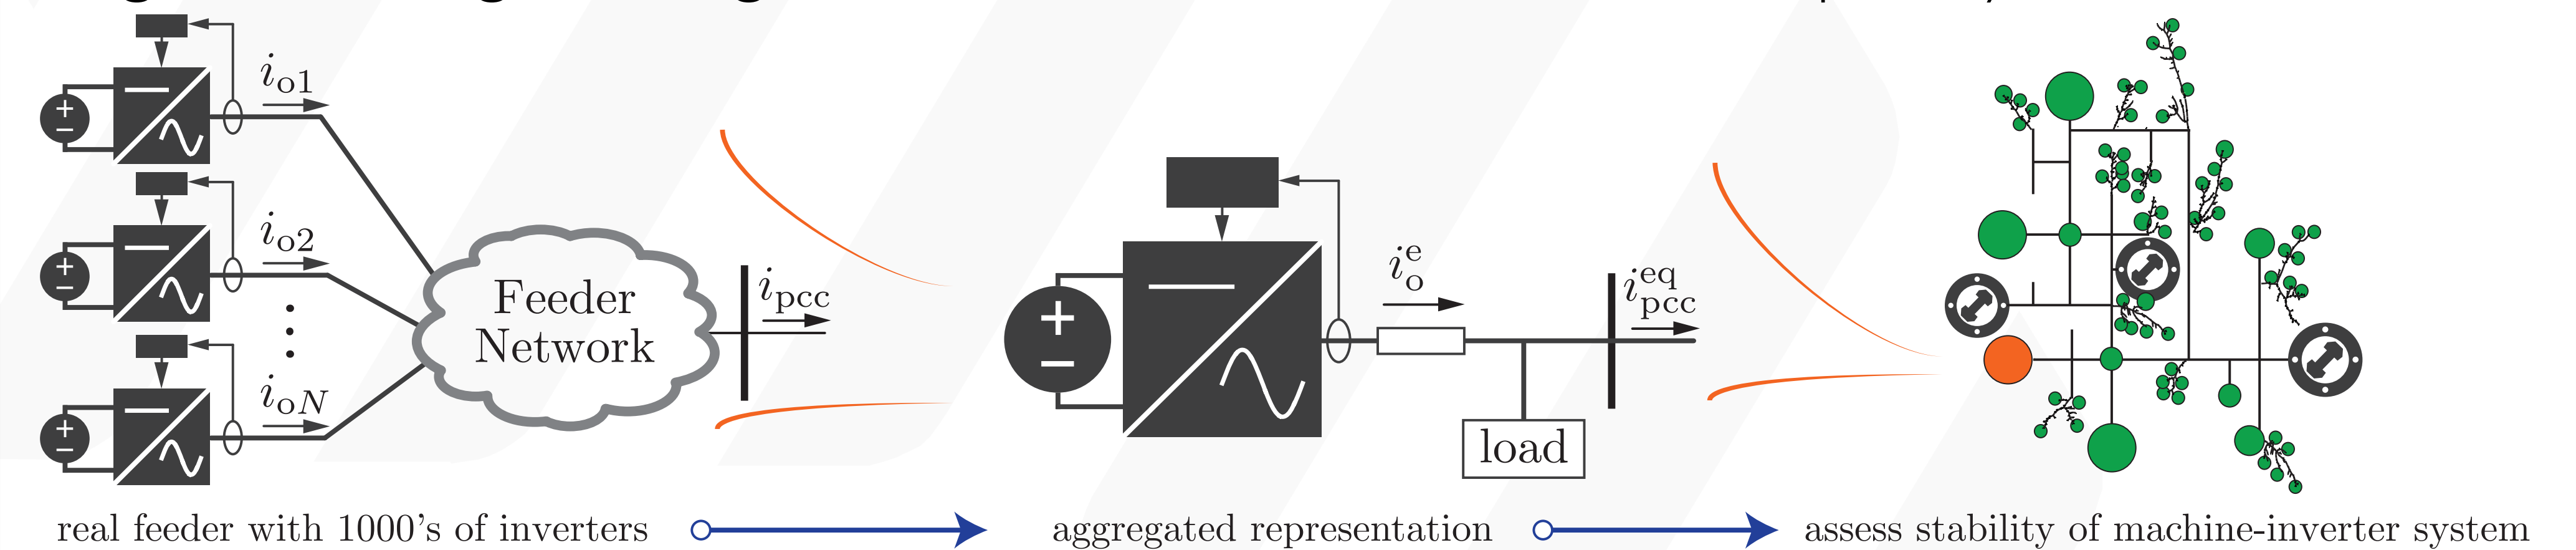 i_o1
i_o2
i_oN
Feeder
Network
i_pcc
i_o^e
i_pcc^eq
load
real feeder with 1000's of inverters
aggregated representation
assess stability of machine-inverter system